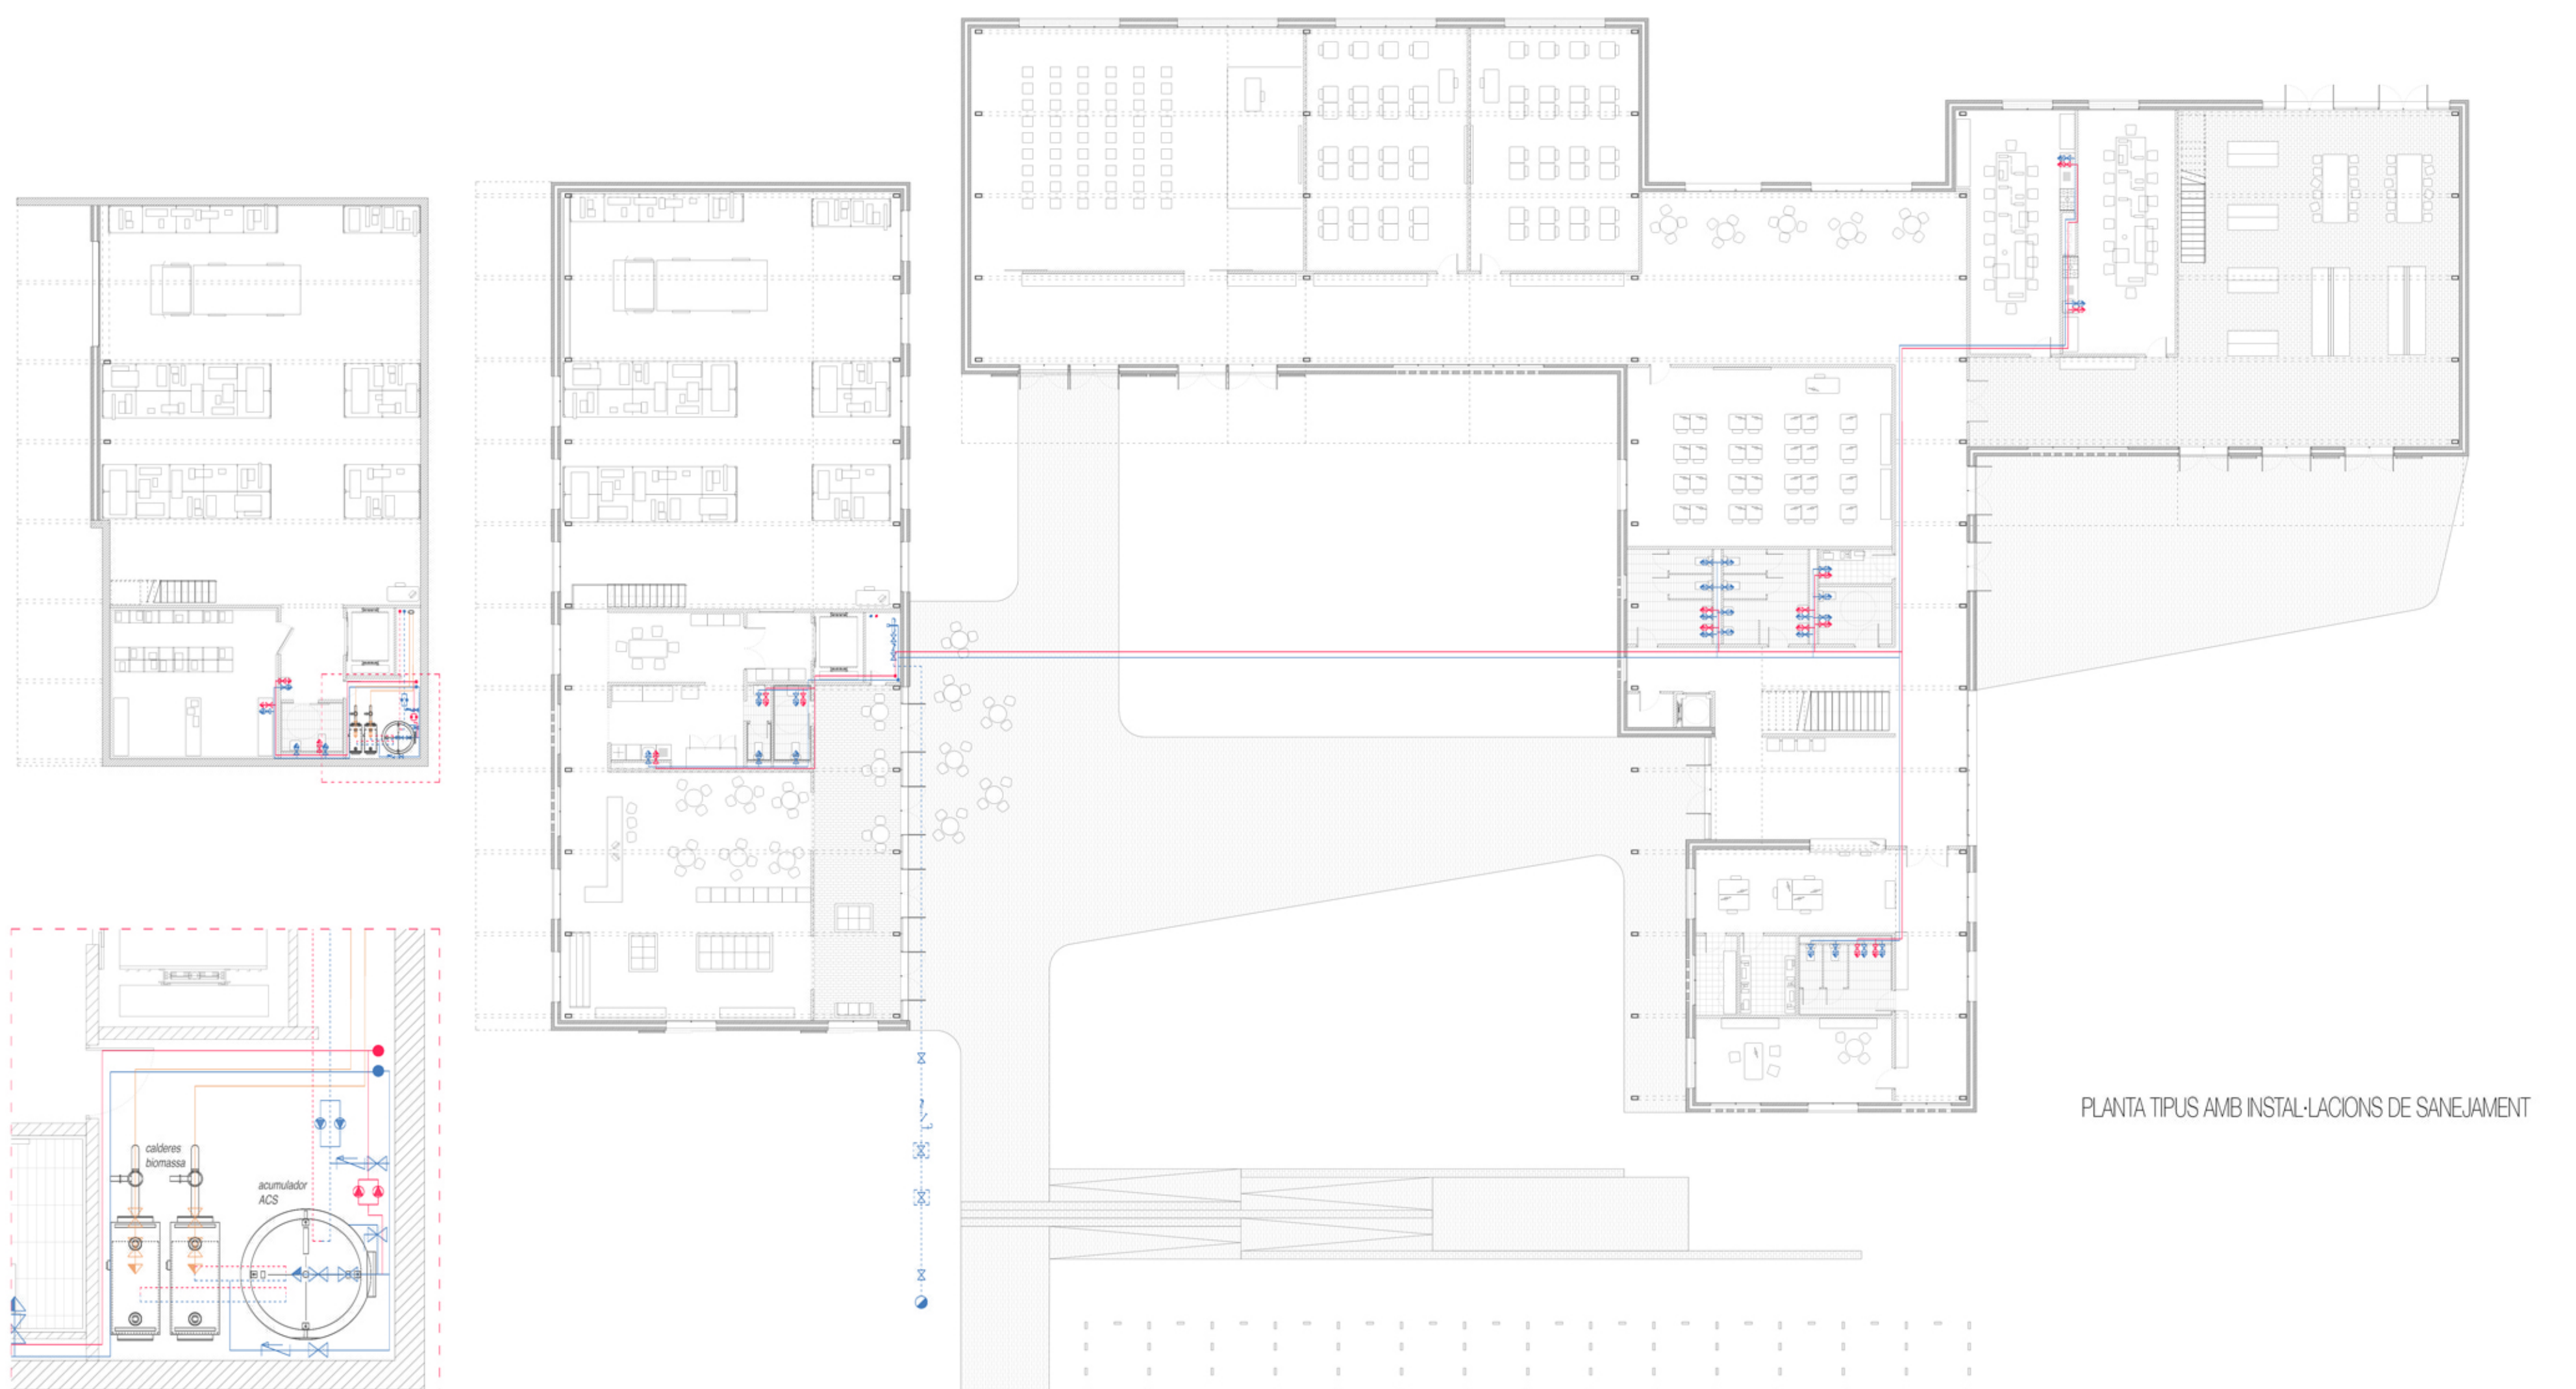 calderes
biomassa
acumulador
ACS
PLANTA TIPUS AMB INSTAL·LACIONS DE SANEJAMENT